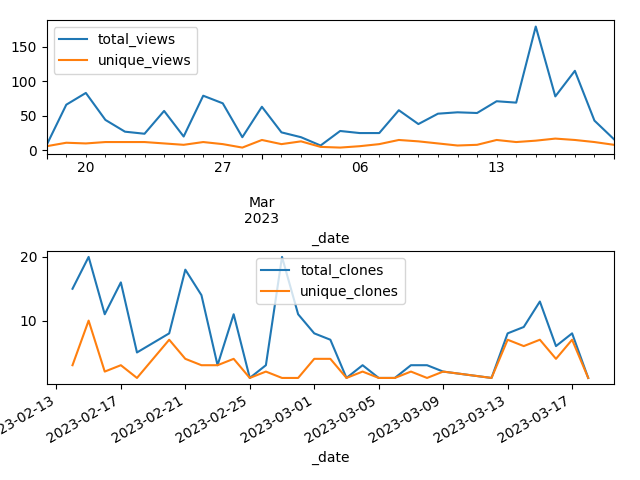 total_views
unique_views
150
100
50
0
20
27
Mar
2023
06
13
_date
total_clones
unique_clones
20
10
23-02-13
2023-02-17
2023-02-21
2023-02-25
2023-03-01
2023-03-05
2023-03-09
2023-03-13
2023-03-17
_date